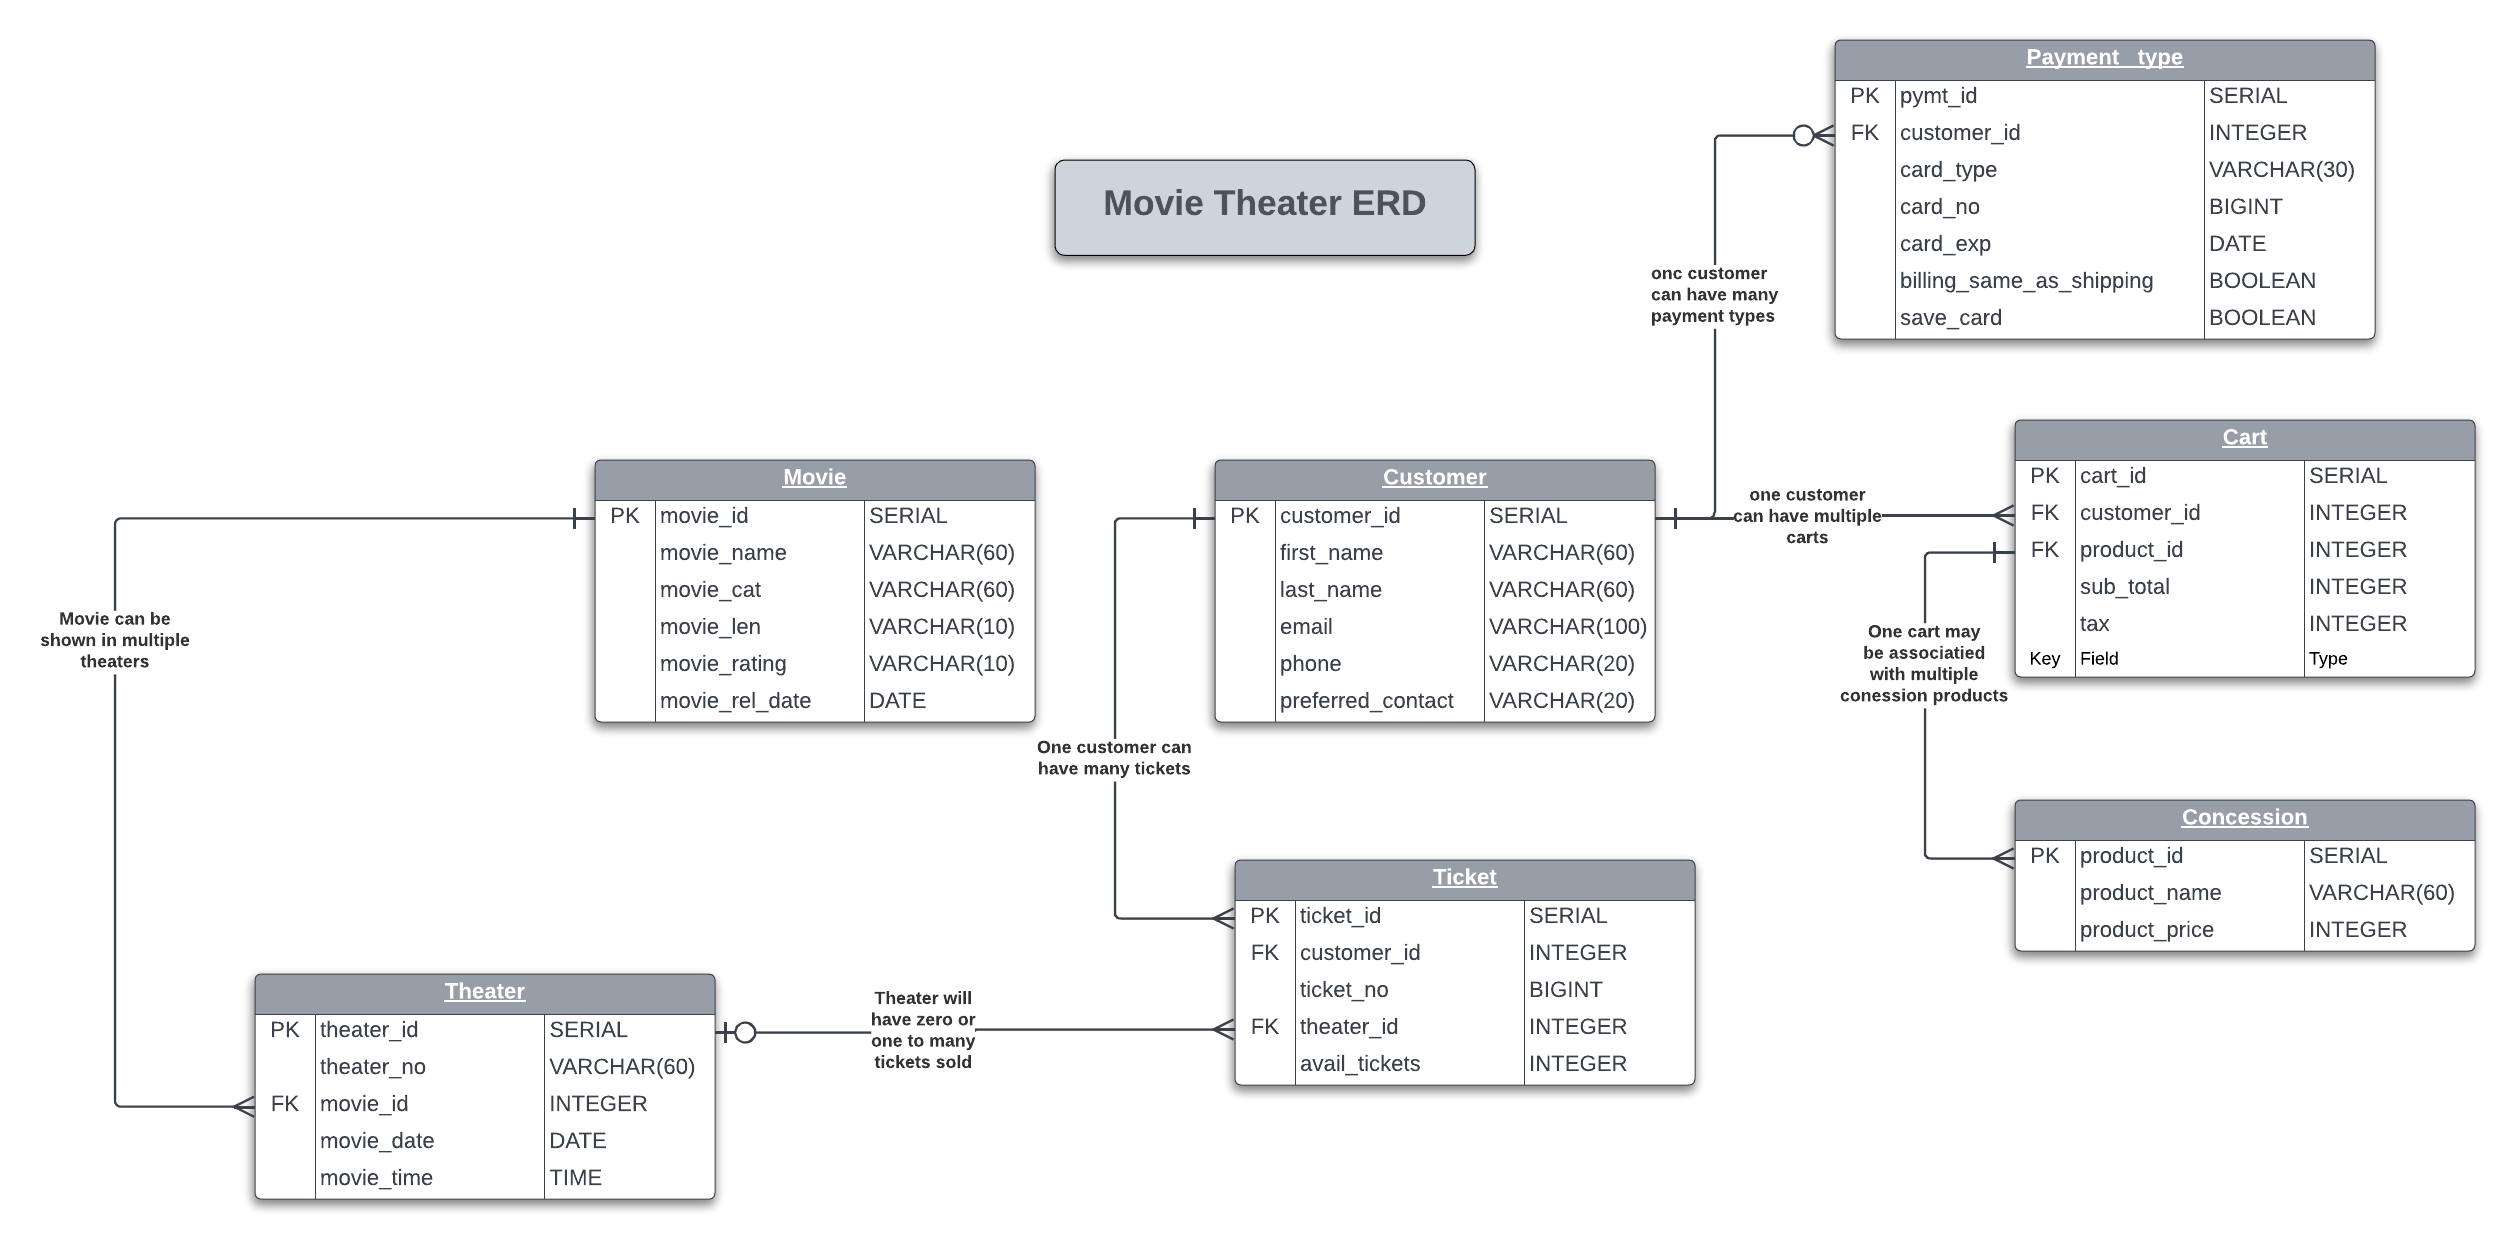 Payment_ type
PK pymt_id SERIAL
FK customer_id INTEGER
card_type VARCHAR(30)
card_no BIGINT
card_exp DATE
billing_same_as_shipping BOOLEAN
save_card BOOLEAN
Movie Theater ERD
onc customer
can have many
payment types
Cart
PK cart_id SERIAL
FK customer_id INTEGER
FK product_id INTEGER
sub_total INTEGER
tax INTEGER
Key Field Type
Movie
PK movie_id SERIAL
movie_name VARCHAR(60)
movie_cat VARCHAR(60)
movie_len VARCHAR(10)
movie_rating VARCHAR(10)
movie_rel_date DATE
Customer
PK customer_id SERIAL
first_name VARCHAR(60)
last_name VARCHAR(60)
email VARCHAR(100)
phone VARCHAR(20)
preferred_contact VARCHAR(20)
one customer
can have multiple
carts
Movie can be
shown in multiple
theaters
One cart may
be associatied
with multiple
conession products
One customer can
have many tickets
Concession
PK product_id SERIAL
product_name VARCHAR(60)
product_price INTEGER
Ticket
PK ticket_id SERIAL
FK customer_id INTEGER
ticket_no BIGINT
FK theater_id INTEGER
avail_tickets INTEGER
Theater
PK theater_id SERIAL
theater_no VARCHAR(60)
FK movie_id INTEGER
movie_date DATE
movie_time TIME
Theater will
have zero or
one to many
tickets sold